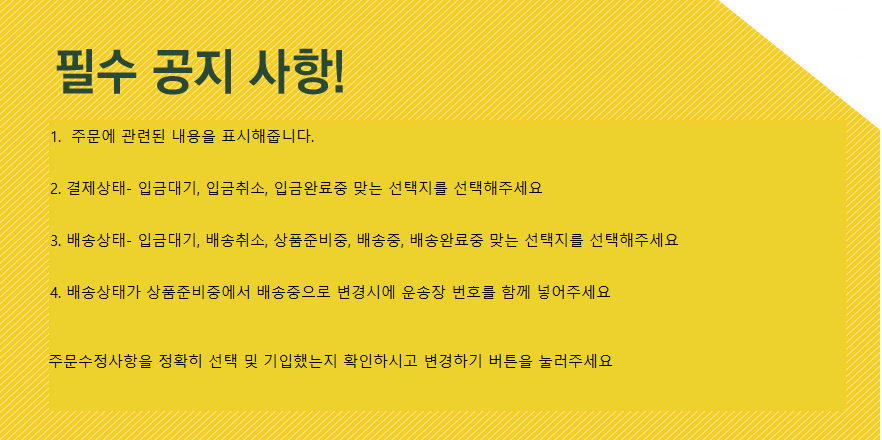 필수 공지 사항!
1. 주문에 관련된 내용을 표시해줍니다.
2. 결제상태- 입금대기, 입금취소, 입금완료중 맞는 선택지를 선택해주세요
3. 배송상태- 입금대기, 배송취소, 상품준비중, 배송중, 배송완료중 맞는 선택지를 선택해주세요
4. 배송상태가 상품준비중에서 배송중으로 변경시에 운송장 번호를 함께 넣어주세요
주문수정사항을 정확히 선택 및 기입했는지 확인하시고 변경하기 버튼을 눌러주세요